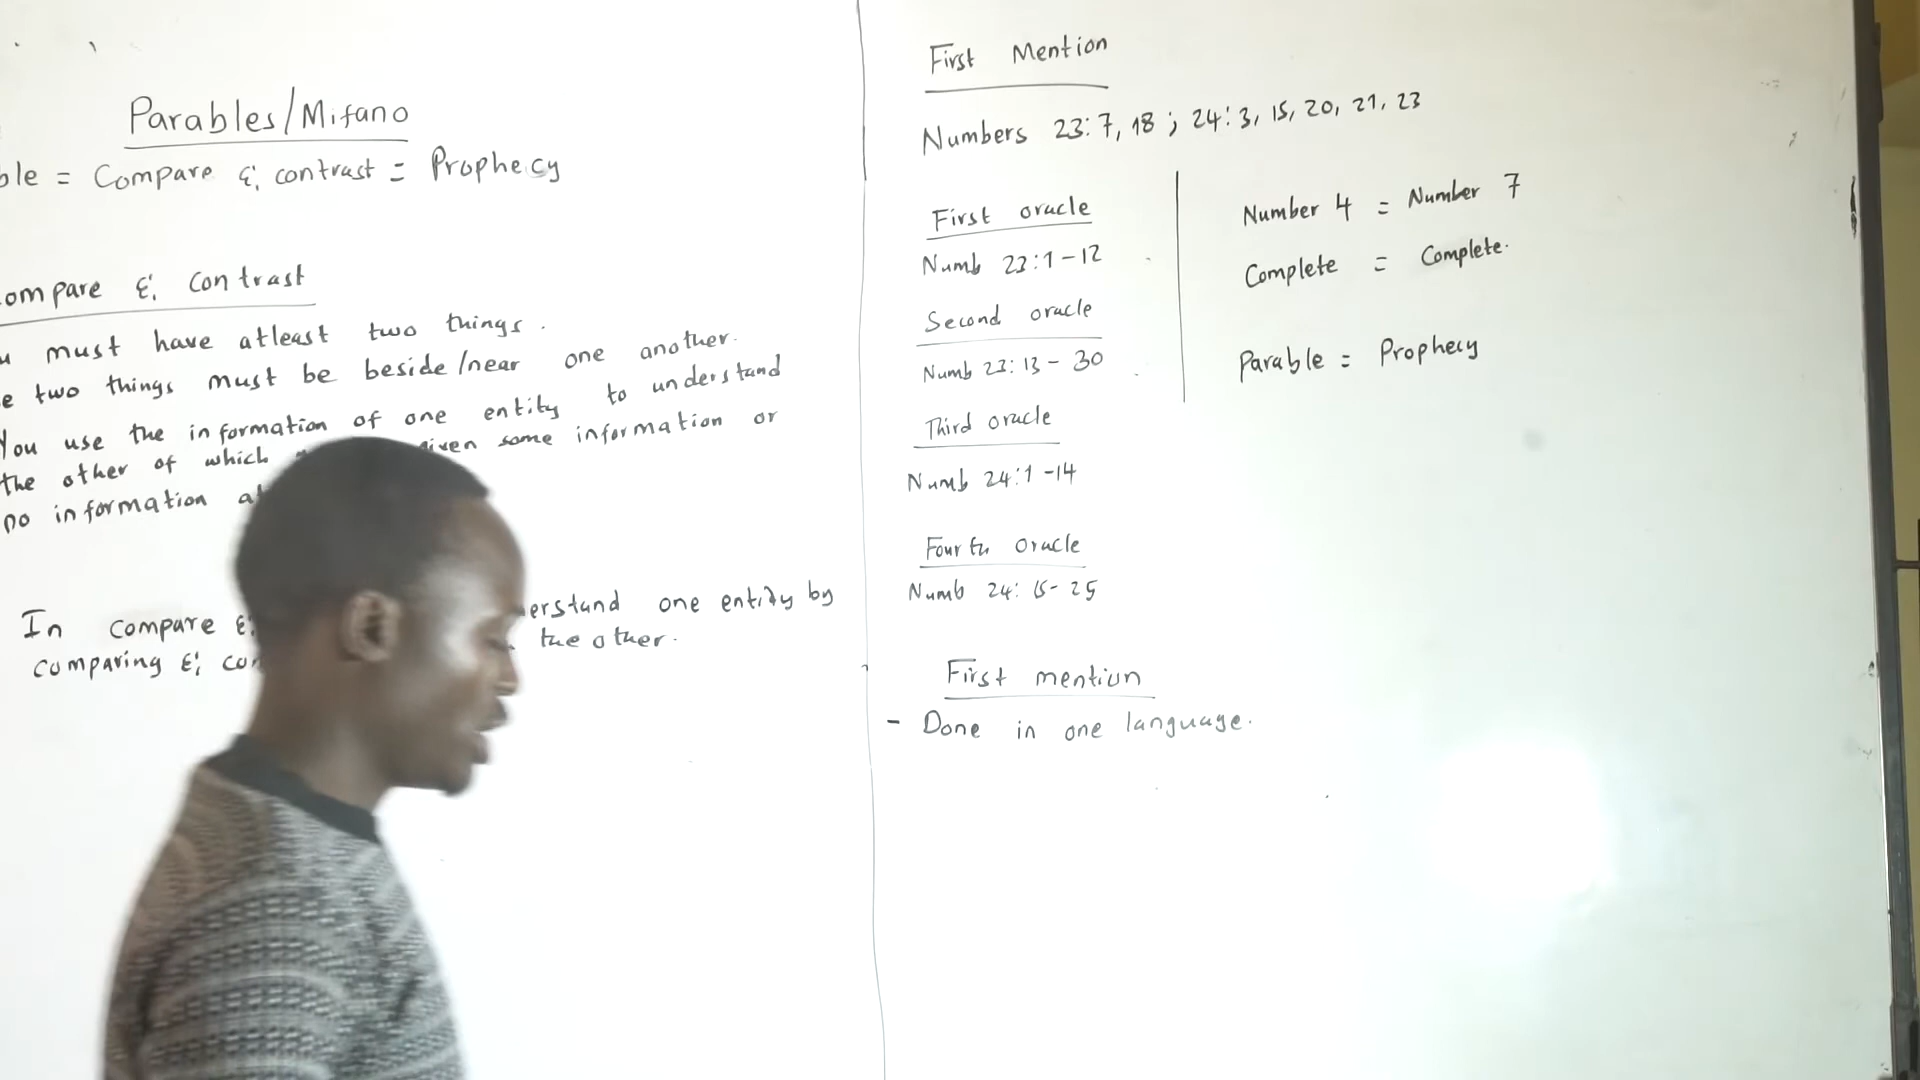 Parables/Mifano
ble = Compare & contrast = Prophecy
ompare & contrast
u must have atleast two things.
e two things must be beside/near one another.
You use the information of one entity to understand
the other of which given some information or
no information
In compare & erstand one entity by
comparing & con the other.
First Mention
Numbers 23:7, 18 ; 24:3, 15, 20, 21, 23
First oracle
Numb 23:1-12
Second oracle
Numb 23:13-30
Third oracle
Numb 24:1-14
Fourth oracle
Numb 24:15-25
Number 4 = Number 7
Complete = Complete.
Parable = Prophecy
First mention
- Done in one language.